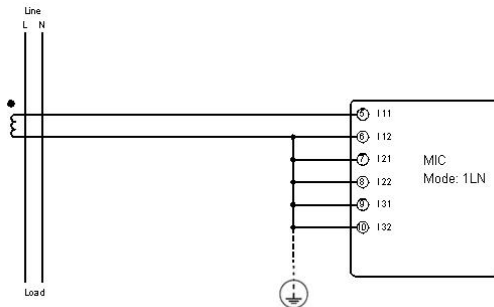 Line
L N
5 I11
6 I12
7 I21
8 I22
9 I31
10 I32
MIC
Mode: 1LN
Load